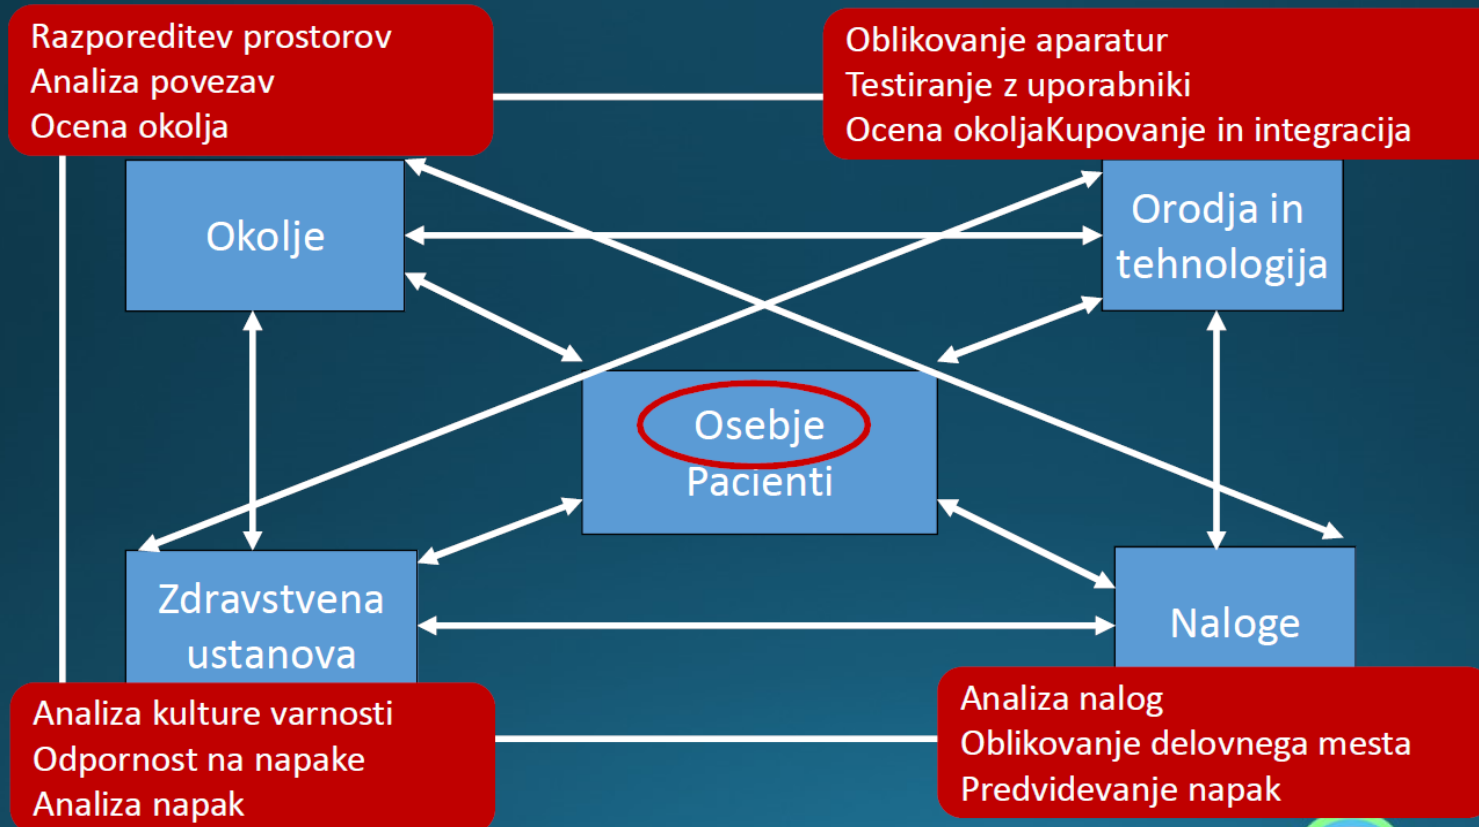 Razporeditev prostorov
Analiza povezav
Ocena okolja
Oblikovanje aparatur
Testiranje z uporabniki
Ocena okoljaKupovanje in integracija
Okolje
Orodja in
tehnologija
Osebje
Pacienti
Zdravstvena
ustanova
Naloge
Analiza kulture varnosti
Odpornost na napake
Analiza napak
Analiza nalog
Oblikovanje delovnega mesta
Predvidevanje napak